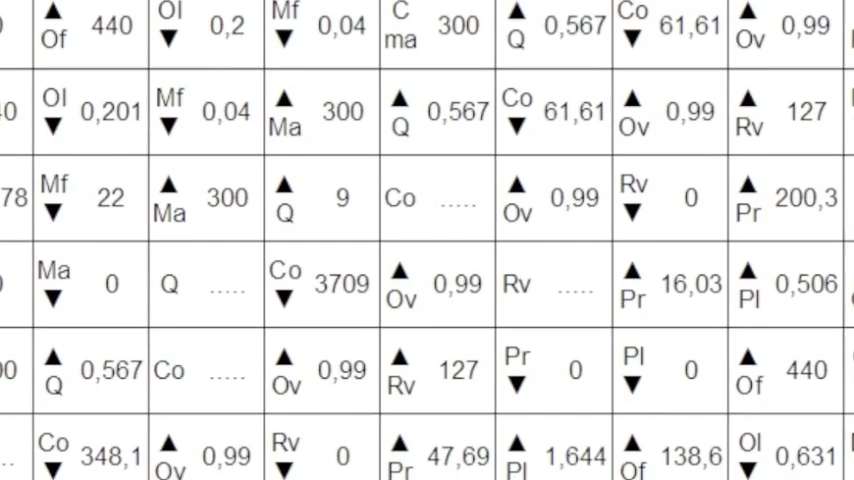 ▲ Of 440 Ol ▼ 0,2 Mf ▼ 0,04 C ma 300 ▲ Q 0,567 Co ▼ 61,61 ▲ Ov 0,99
40 Ol ▼ 0,201 Mf ▼ 0,04 ▲ Ma 300 ▲ Q 0,567 Co ▼ 61,61 ▲ Ov 0,99 ▲ Rv 127
78 Mf ▼ 22 ▲ Ma 300 ▲ Q 9 Co ..... ▲ Ov 0,99 Rv ▼ 0 ▲ Pr 200,3
0 Ma ▼ 0 Q ..... Co ▼ 3709 ▲ Ov 0,99 Rv ..... ▲ Pr 16,03 ▲ Pl 0,506
00 ▲ Q 0,567 Co ..... ▲ Ov 0,99 ▲ Rv 127 Pr ▼ 0 Pl ▼ 0 ▲ Of 440
.. Co ▼ 348,1 ▲ Ov 0,99 Rv ▼ 0 ▲ Pr 47,69 ▲ Pl 1,644 ▲ Of 138,6 Ol ▼ 0,631